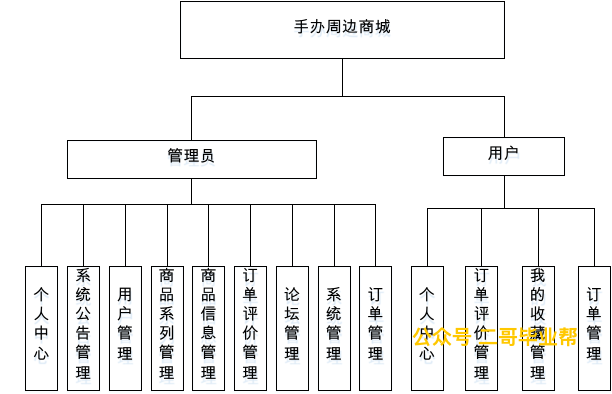 手办周边商城
管理员
用户
个人中心
系统公告管理
用户管理
商品系列管理
商品信息管理
订单评价管理
论坛管理
系统管理
订单管理
个人中心
订单评价管理
我的收藏管理
订单管理
公众号 二哥毕业帮